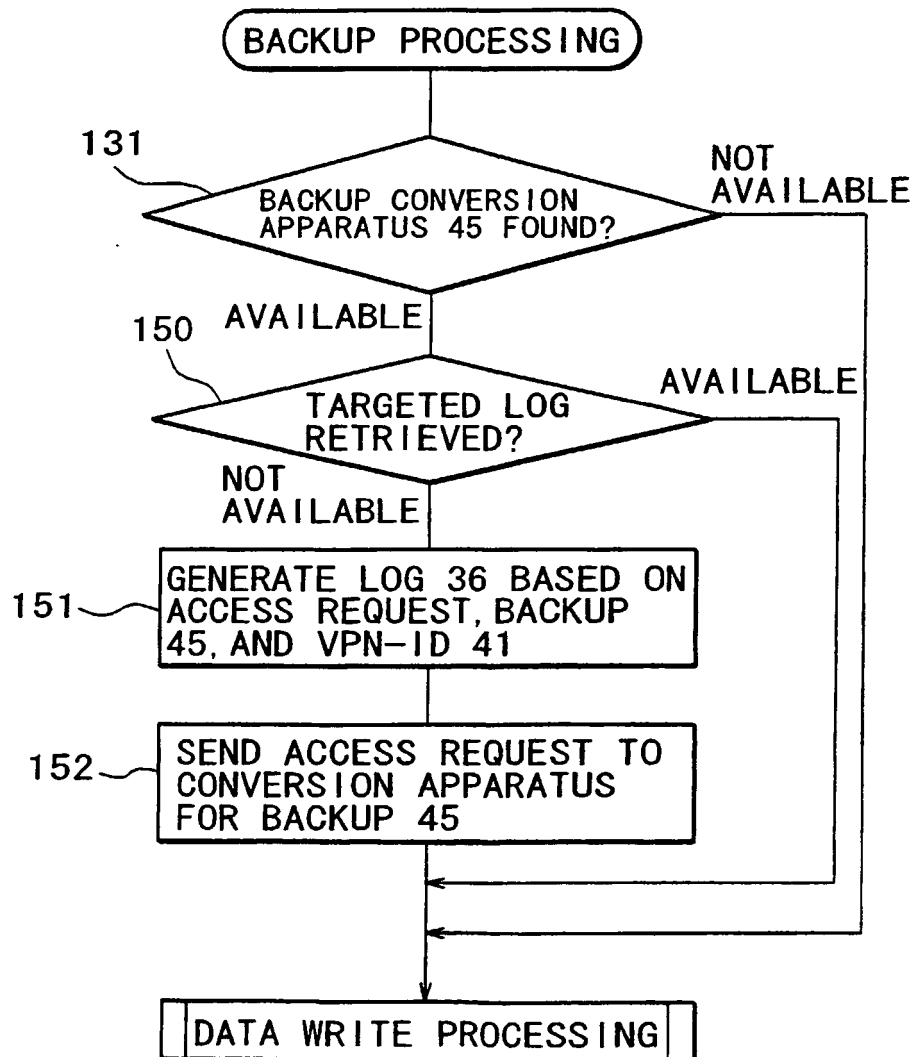 BACKUP PROCESSING
131
NOT
AVAILABLE
BACKUP CONVERSION
APPARATUS 45 FOUND?
AVAILABLE
150
AVAILABLE
TARGETED LOG
RETRIEVED?
NOT
AVAILABLE
151
GENERATE LOG 36 BASED ON
ACCESS REQUEST, BACKUP
45, AND VPN-ID 41
152
SEND ACCESS REQUEST TO
CONVERSION APPARATUS
FOR BACKUP 45
DATA WRITE PROCESSING